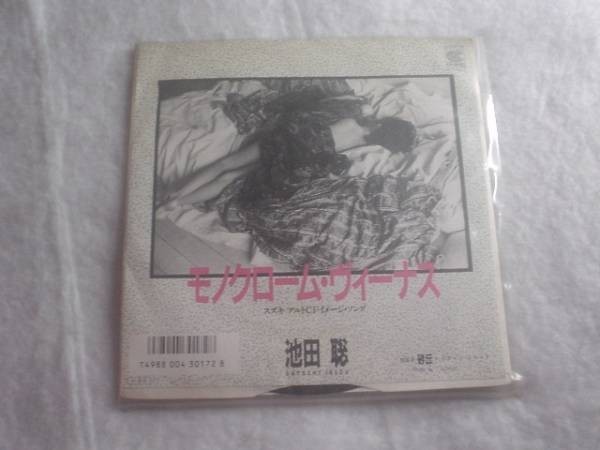 モノクローム・ヴィーナス
スズキ/アルトC.F.イメージ・ソング
池田 聡
SATOSHI IKEDA
T4988 004 30172 8